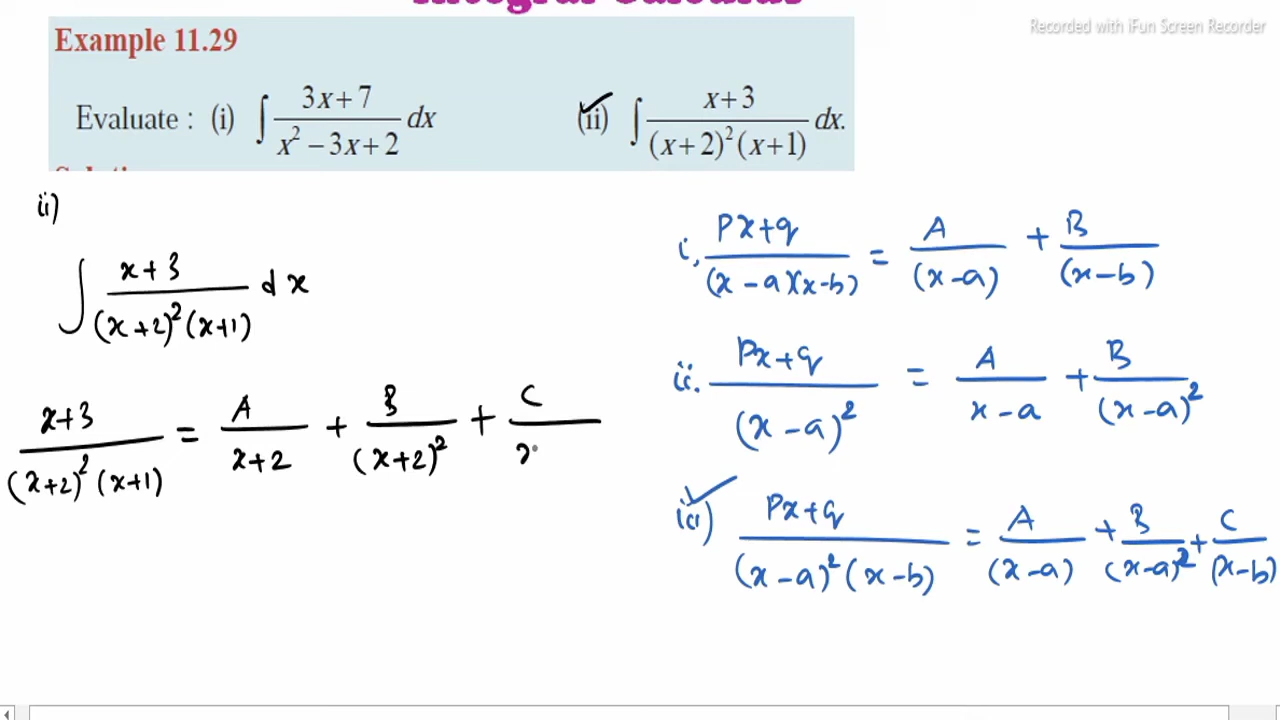 Integral Calculus
Recorded with iFun Screen Recorder
Example 11.29
Evaluate : (i) ∫ (3x+7)/(x² − 3x + 2) dx (ii) ∫ (x+3)/((x+2)²(x+1)) dx.
ii)
∫ (x+3)/((x+2)²(x+1)) dx
(x+3)/((x+2)²(x+1)) = A/(x+2) + B/(x+2)² + C/x
i. (Px+q)/((x−a)(x−b)) = A/(x−a) + B/(x−b)
ii. (Px+q)/(x−a)² = A/(x−a) + B/(x−a)²
iii) (Px+q)/((x−a)²(x−b)) = A/(x−a) + B/(x−a)² + C/(x−b)